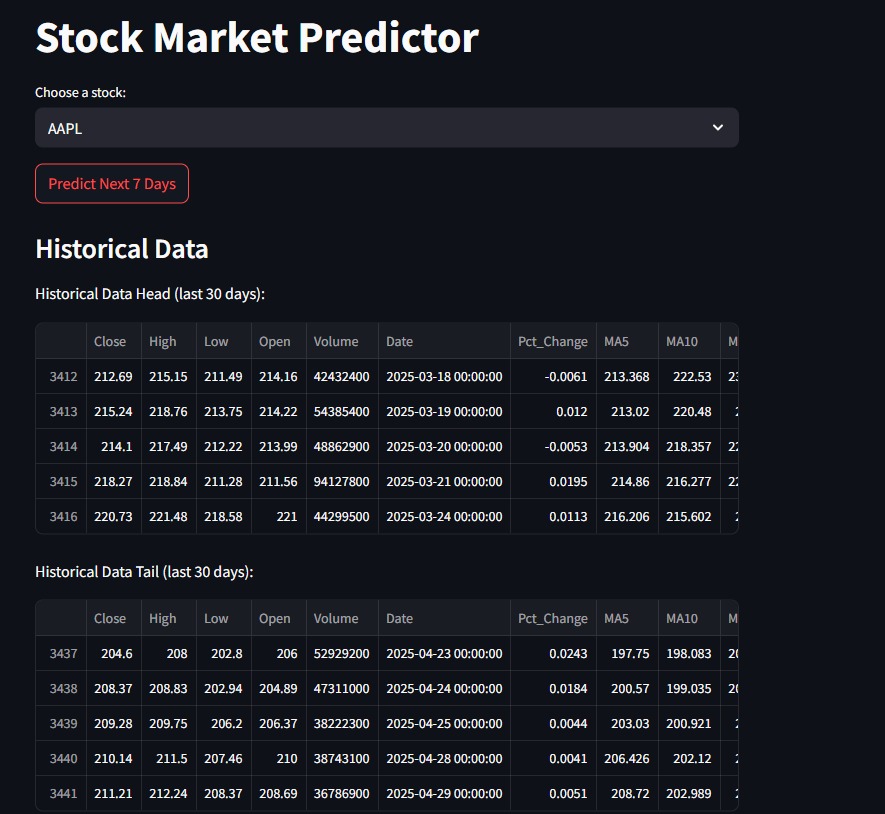 Stock Market Predictor
Choose a stock:
AAPL
Predict Next 7 Days
Historical Data
Historical Data Head (last 30 days):
Close High Low Open Volume Date Pct_Change MA5 MA10 M
3412 212.69 215.15 211.49 214.16 42432400 2025-03-18 00:00:00 -0.0061 213.368 222.53
3413 215.24 218.76 213.75 214.22 54385400 2025-03-19 00:00:00 0.012 213.02 220.48
3414 214.1 217.49 212.22 213.99 48862900 2025-03-20 00:00:00 -0.0053 213.904 218.357
3415 218.27 218.84 211.28 211.56 94127800 2025-03-21 00:00:00 0.0195 214.86 216.277
3416 220.73 221.48 218.58 221 44299500 2025-03-24 00:00:00 0.0113 216.206 215.602
Historical Data Tail (last 30 days):
Close High Low Open Volume Date Pct_Change MA5 MA10 M
3437 204.6 208 202.8 206 52929200 2025-04-23 00:00:00 0.0243 197.75 198.083
3438 208.37 208.83 202.94 204.89 47311000 2025-04-24 00:00:00 0.0184 200.57 199.035
3439 209.28 209.75 206.2 206.37 38222300 2025-04-25 00:00:00 0.0044 203.03 200.921
3440 210.14 211.5 207.46 210 38743100 2025-04-28 00:00:00 0.0041 206.426 202.12
3441 211.21 212.24 208.37 208.69 36786900 2025-04-29 00:00:00 0.0051 208.72 202.989